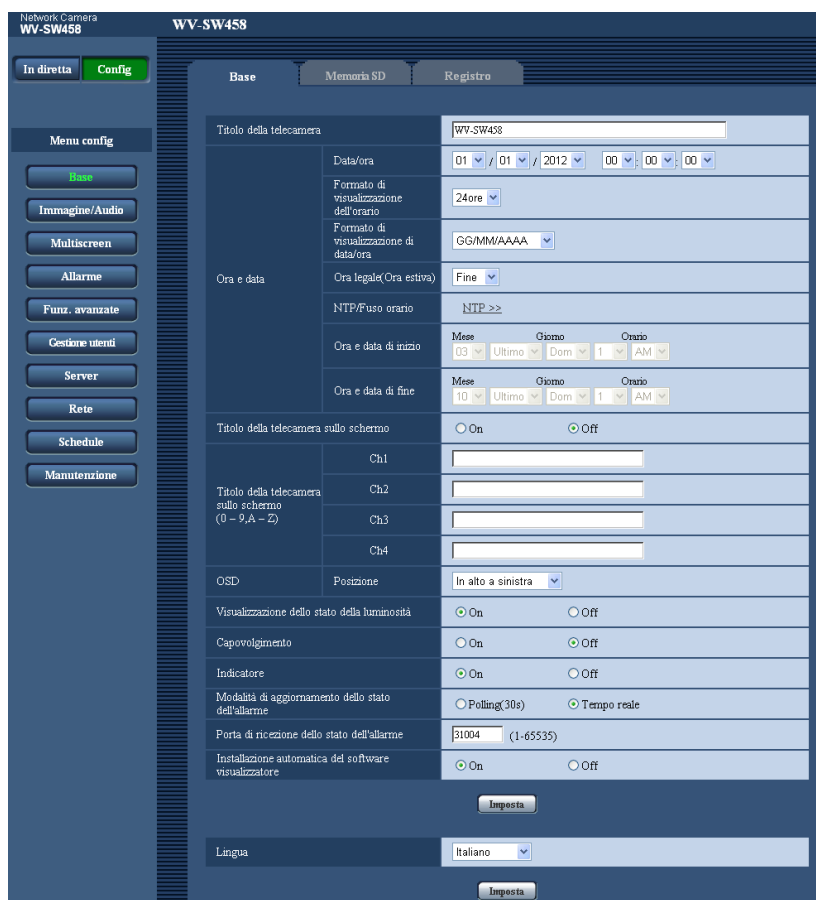 Network Camera
WV-SW458
WV-SW458
In diretta
Config
Base
Memoria SD
Registro
Menu config
Base
Immagine/Audio
Multiscreen
Allarme
Funz. avanzate
Gestione utenti
Server
Rete
Schedule
Manutenzione
Titolo della telecamera
WV-SW458
Ora e data
Data/ora
01 / 01 / 2012 00 : 00 : 00
Formato di
visualizzazione
dell'orario
24ore
Formato di
visualizzazione di
data/ora
GG/MM/AAAA
Ora legale(Ora estiva)
Fine
NTP/Fuso orario
NTP >>
Ora e data di inizio
Mese Giorno Orario
03 Ultimo Dom 1 AM
Ora e data di fine
Mese Giorno Orario
10 Ultimo Dom 1 AM
Titolo della telecamera sullo schermo
On Off
Titolo della telecamera
sullo schermo
(0 – 9,A – Z)
Ch1
Ch2
Ch3
Ch4
OSD
Posizione
In alto a sinistra
Visualizzazione dello stato della luminosità
On Off
Capovolgimento
On Off
Indicatore
On Off
Modalità di aggiornamento dello stato
dell'allarme
Polling(30s) Tempo reale
Porta di ricezione dello stato dell'allarme
31004 (1-65535)
Installazione automatica del software
visualizzatore
On Off
Imposta
Lingua
Italiano
Imposta